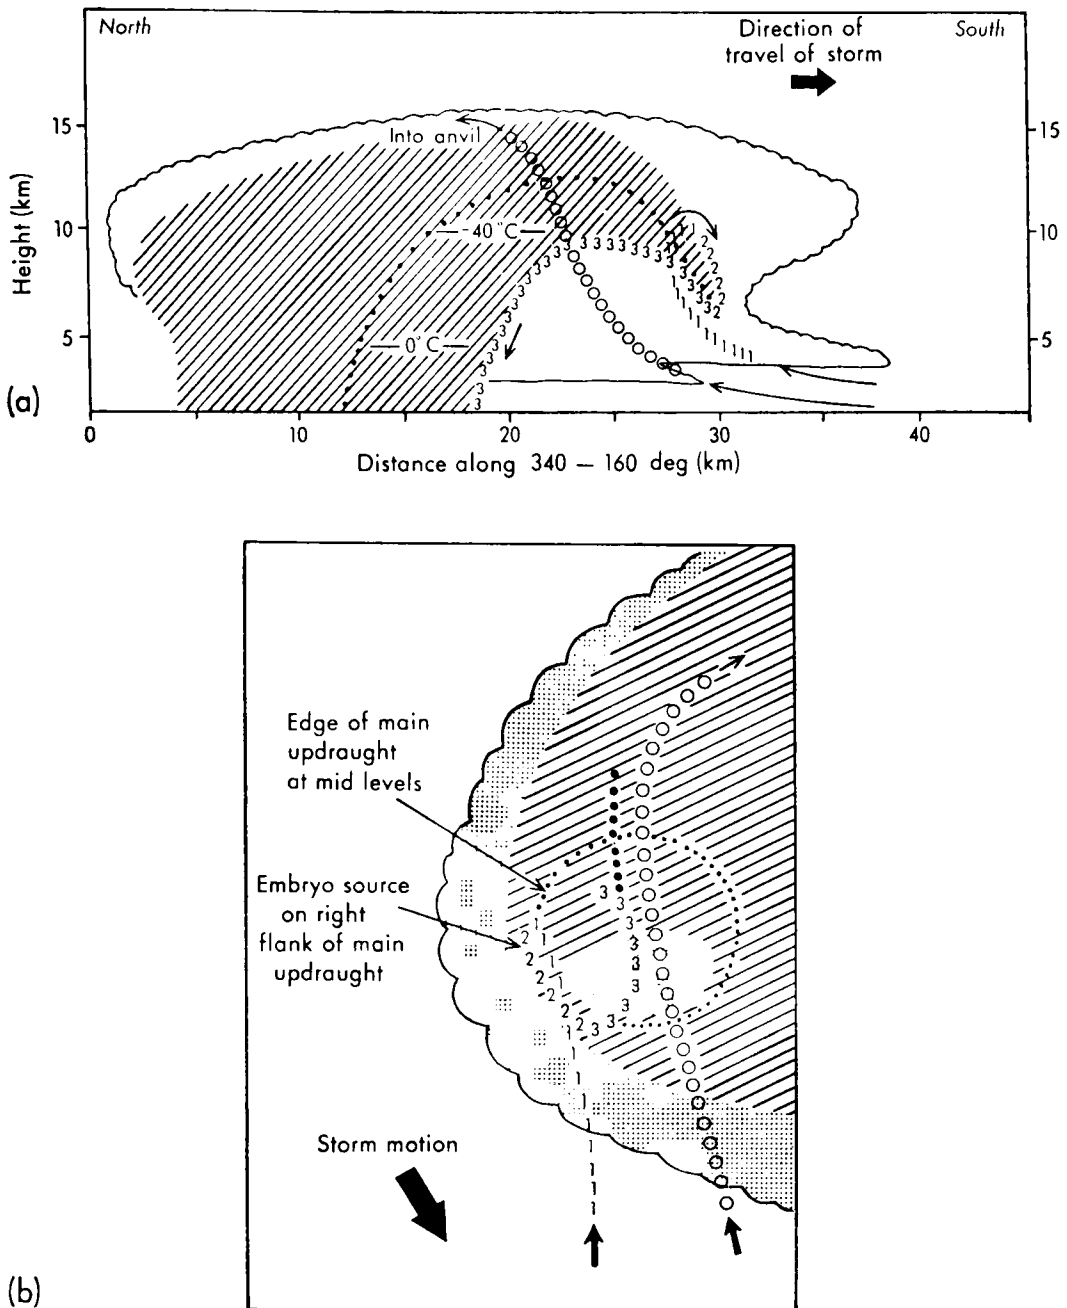 North
Direction of
travel of storm
South
15
Into anvil
15
Height (km)
10
-40°C
10
5
0°C
5
(a)
0
10
20
30
40
Distance along 340 – 160 deg (km)
Edge of main
updraught
at mid levels
Embryo source
on right
flank of main
updraught
Storm motion
(b)